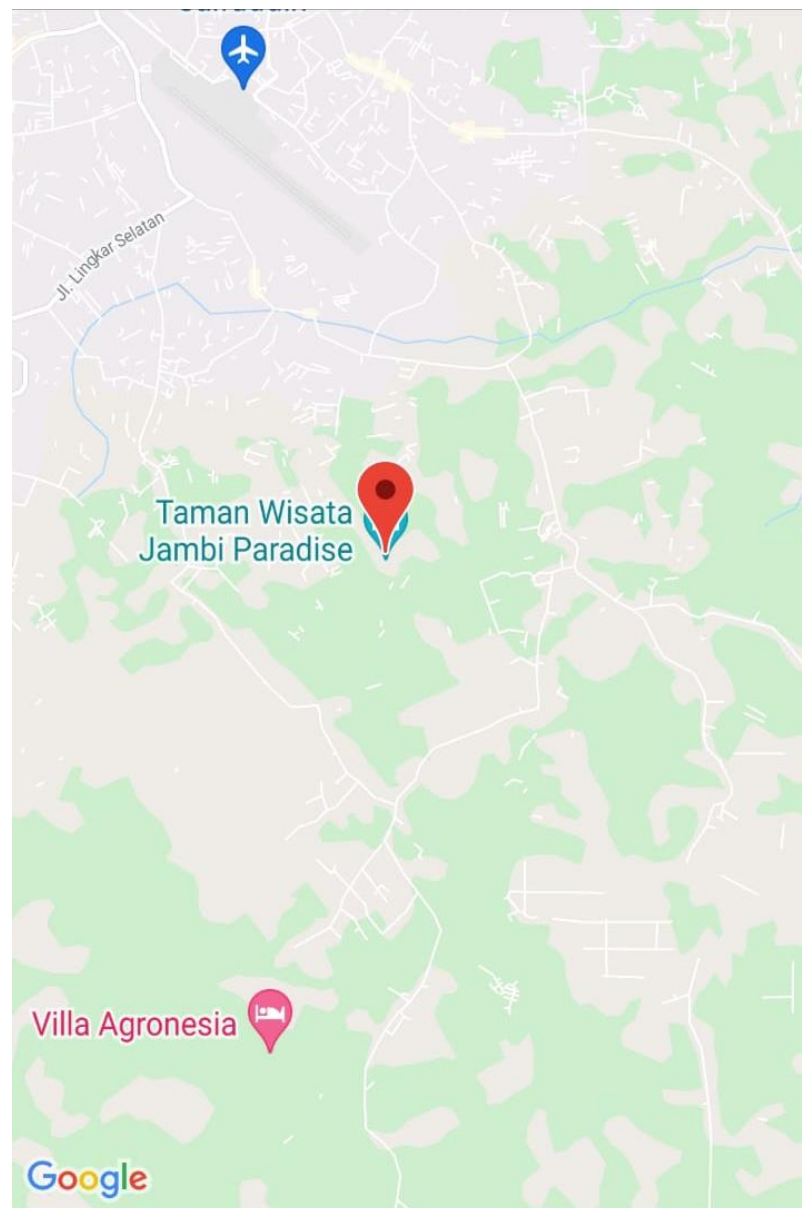 Jl. Lingkar Selatan
Taman Wisata
Jambi Paradise
Villa Agronesia
Google